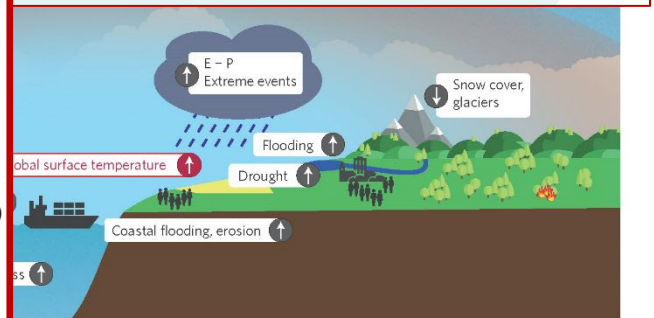 E – P
Extreme events
Snow cover,
glaciers
Flooding
obal surface temperature
Drought
Coastal flooding, erosion
ss